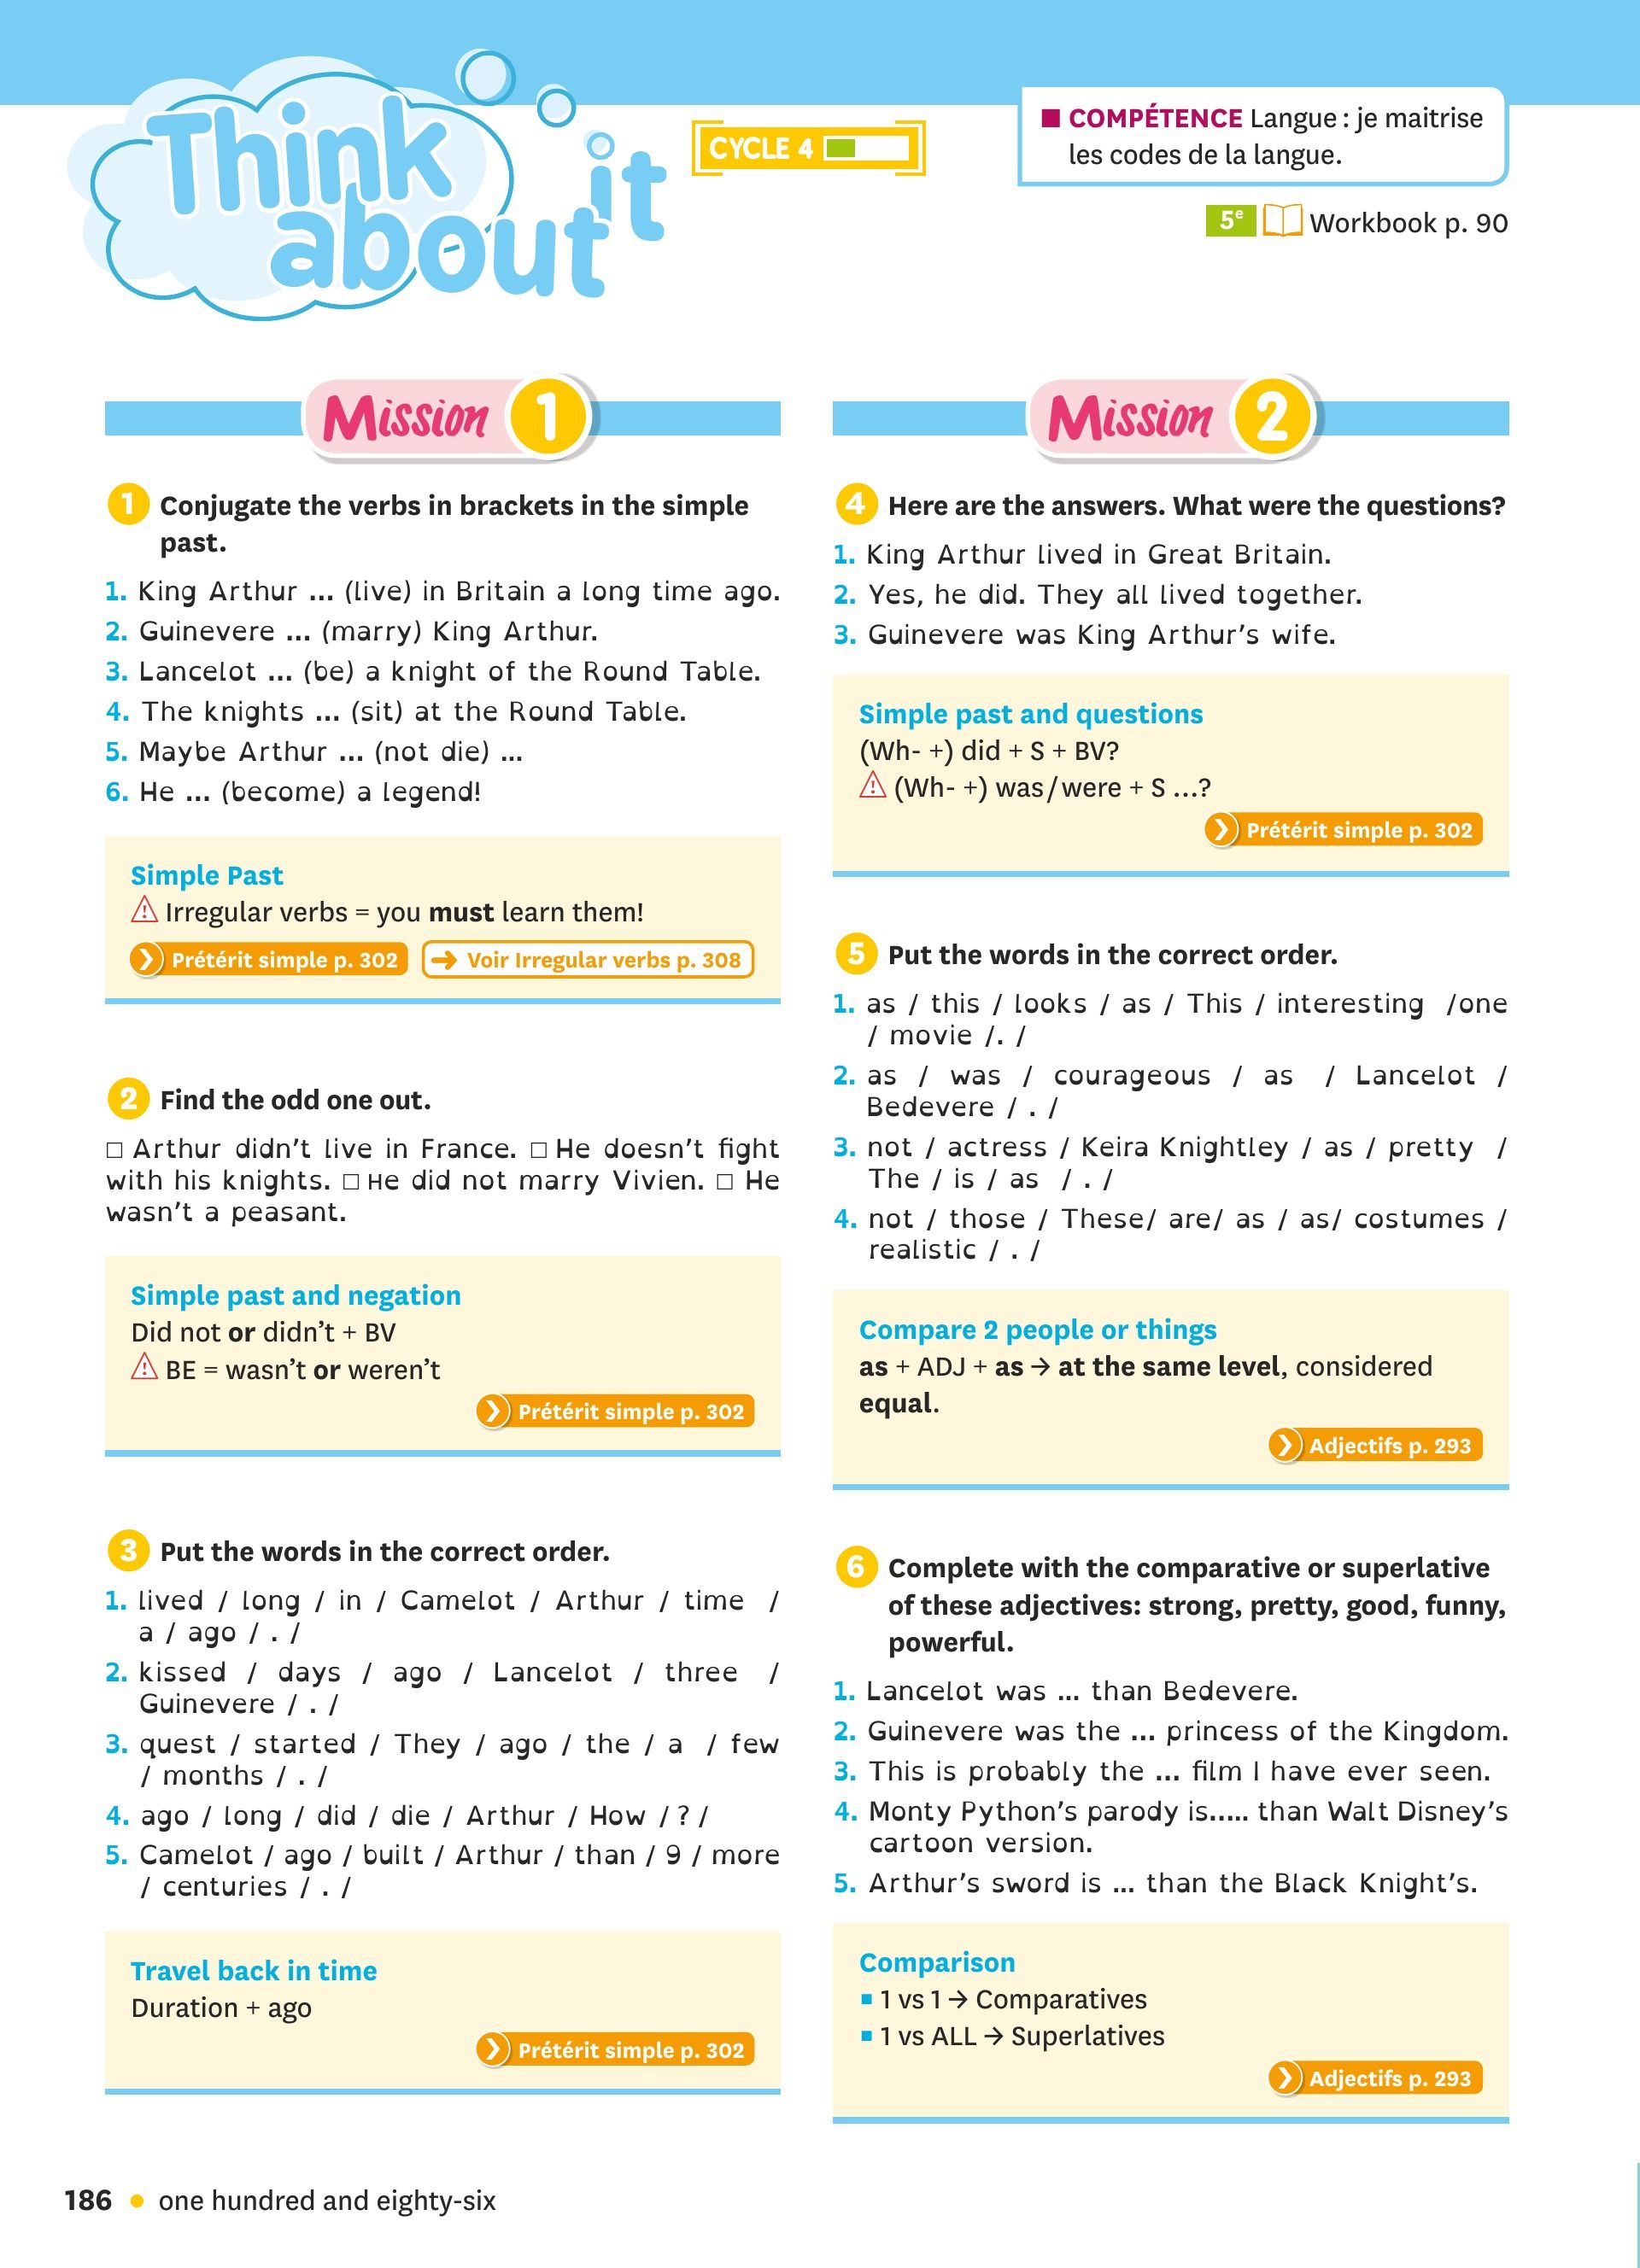 Think
about it
CYCLE 4
■ COMPÉTENCE Langue : je maitrise
les codes de la langue.
5e Workbook p. 90
Mission 1
1 Conjugate the verbs in brackets in the simple
past.
1. King Arthur ... (live) in Britain a long time ago.
2. Guinevere ... (marry) King Arthur.
3. Lancelot ... (be) a knight of the Round Table.
4. The knights ... (sit) at the Round Table.
5. Maybe Arthur ... (not die) ...
6. He ... (become) a legend!
Simple Past
⚠ Irregular verbs = you must learn them!
Prétérit simple p. 302 → Voir Irregular verbs p. 308
2 Find the odd one out.
□ Arthur didn't live in France. □ He doesn't fight
with his knights. □ He did not marry Vivien. □ He
wasn't a peasant.
Simple past and negation
Did not or didn't + BV
⚠ BE = wasn't or weren't
Prétérit simple p. 302
3 Put the words in the correct order.
1. lived / long / in / Camelot / Arthur / time /
a / ago / . /
2. kissed / days / ago / Lancelot / three /
Guinevere / . /
3. quest / started / They / ago / the / a / few
/ months / . /
4. ago / long / did / die / Arthur / How / ? /
5. Camelot / ago / built / Arthur / than / 9 / more
/ centuries / . /
Travel back in time
Duration + ago
Prétérit simple p. 302
Mission 2
4 Here are the answers. What were the questions?
1. King Arthur lived in Great Britain.
2. Yes, he did. They all lived together.
3. Guinevere was King Arthur's wife.
Simple past and questions
(Wh- +) did + S + BV?
⚠ (Wh- +) was/were + S ...?
Prétérit simple p. 302
5 Put the words in the correct order.
1. as / this / looks / as / This / interesting /one
/ movie /. /
2. as / was / courageous / as / Lancelot /
Bedevere / . /
3. not / actress / Keira Knightley / as / pretty /
The / is / as / . /
4. not / those / These/ are/ as / as/ costumes /
realistic / . /
Compare 2 people or things
as + ADJ + as → at the same level, considered
equal.
Adjectifs p. 293
6 Complete with the comparative or superlative
of these adjectives: strong, pretty, good, funny,
powerful.
1. Lancelot was ... than Bedevere.
2. Guinevere was the ... princess of the Kingdom.
3. This is probably the ... film I have ever seen.
4. Monty Python's parody is..... than Walt Disney's
cartoon version.
5. Arthur's sword is ... than the Black Knight's.
Comparison
■ 1 vs 1 → Comparatives
■ 1 vs ALL → Superlatives
Adjectifs p. 293
186 • one hundred and eighty-six